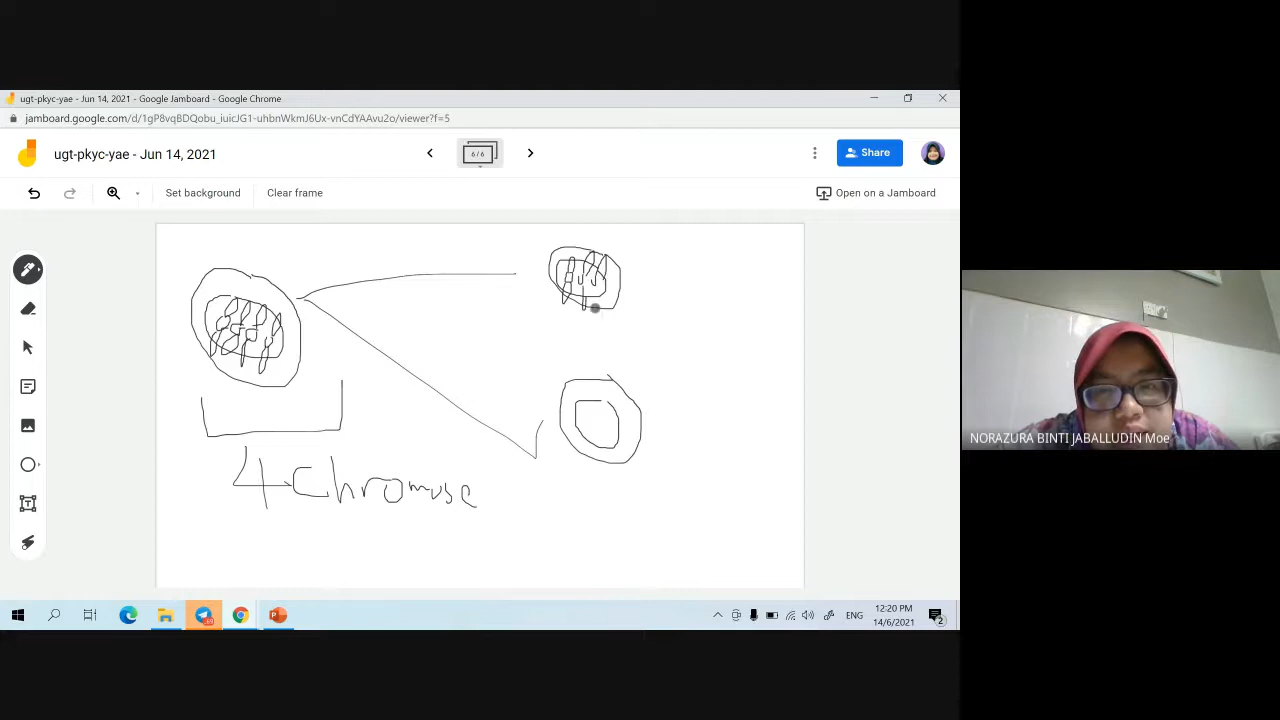 ugt-pkyc-yae - Jun 14, 2021 - Google Jamboard - Google Chrome
jamboard.google.com/d/1gP8vqBDQobu_iuicJG1-uhbnWkmJ6Ux-vnCdYAAvu2o/viewer?f=5
ugt-pkyc-yae - Jun 14, 2021
6/6
Share
Set background
Clear frame
Open on a Jamboard
4 Chromose
NORAZURA BINTI JABALLUDIN Moe
ENG
12:20 PM
14/6/2021
2